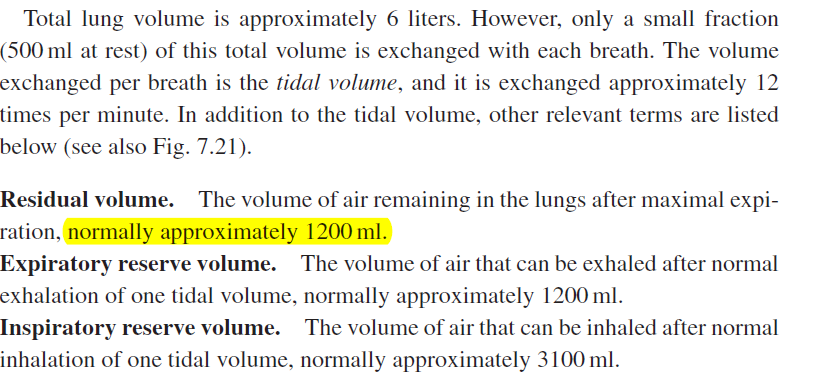 Total lung volume is approximately 6 liters. However, only a small fraction
(500 ml at rest) of this total volume is exchanged with each breath. The volume
exchanged per breath is the tidal volume, and it is exchanged approximately 12
times per minute. In addition to the tidal volume, other relevant terms are listed
below (see also Fig. 7.21).
Residual volume. The volume of air remaining in the lungs after maximal expi-
ration, normally approximately 1200 ml.
Expiratory reserve volume. The volume of air that can be exhaled after normal
exhalation of one tidal volume, normally approximately 1200 ml.
Inspiratory reserve volume. The volume of air that can be inhaled after normal
inhalation of one tidal volume, normally approximately 3100 ml.